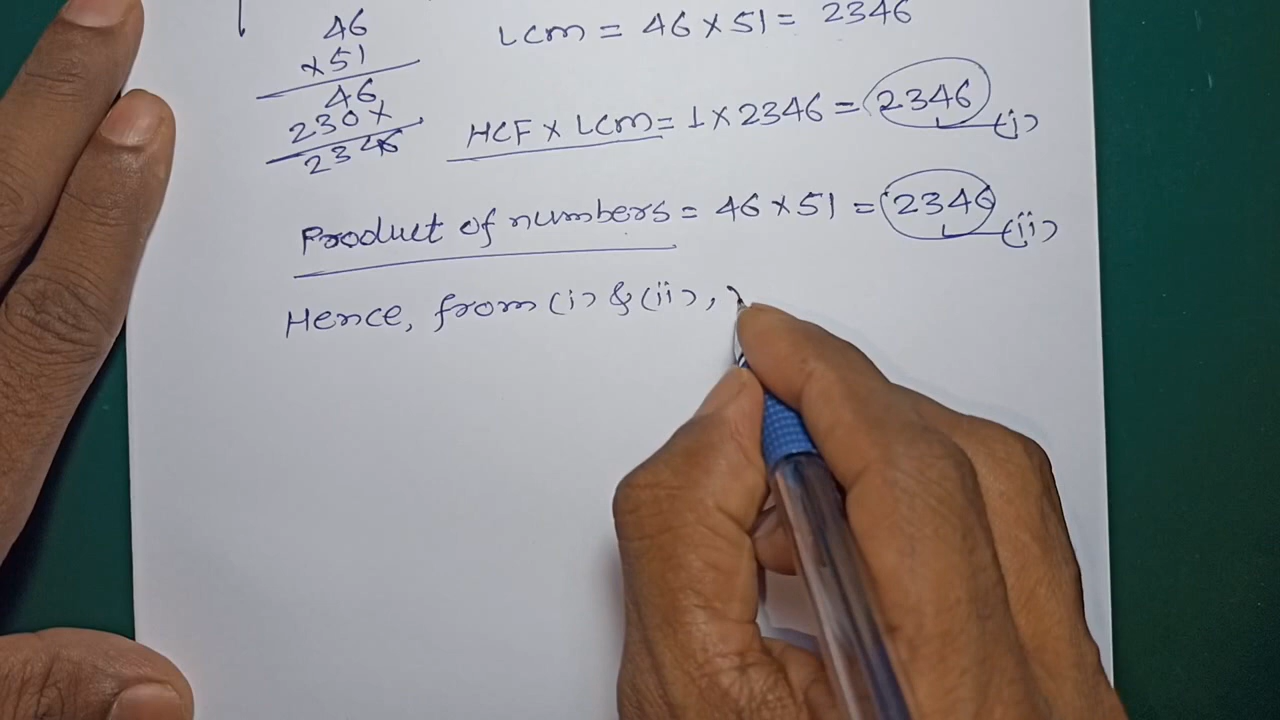 46
×51
46
230×
2346
LCM = 46 × 51 = 2346
HCF × LCM = 1 × 2346 = 2346 (i)
Product of numbers = 46 × 51 = 2346 (ii)
Hence, from (i) & (ii),